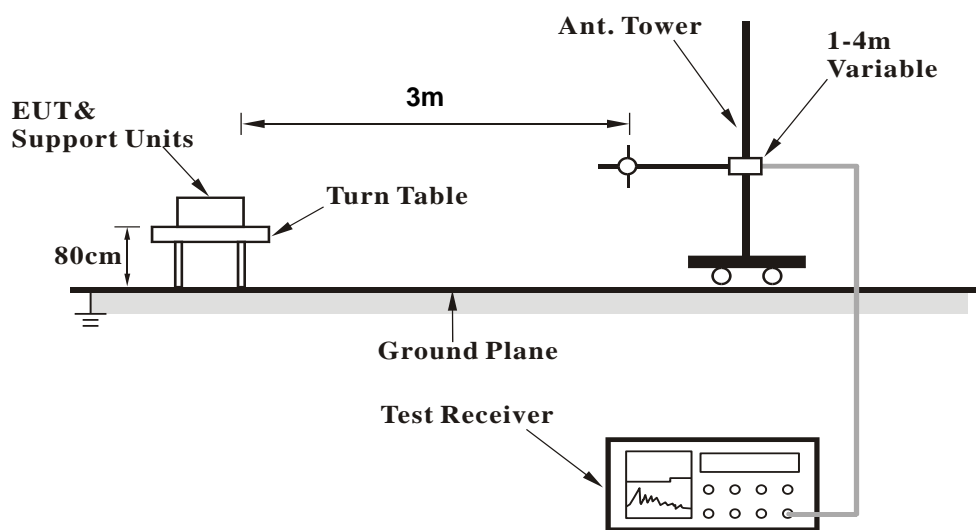 Ant. Tower
1-4m
Variable
3m
EUT&
Support Units
Turn Table
80cm
Ground Plane
Test Receiver